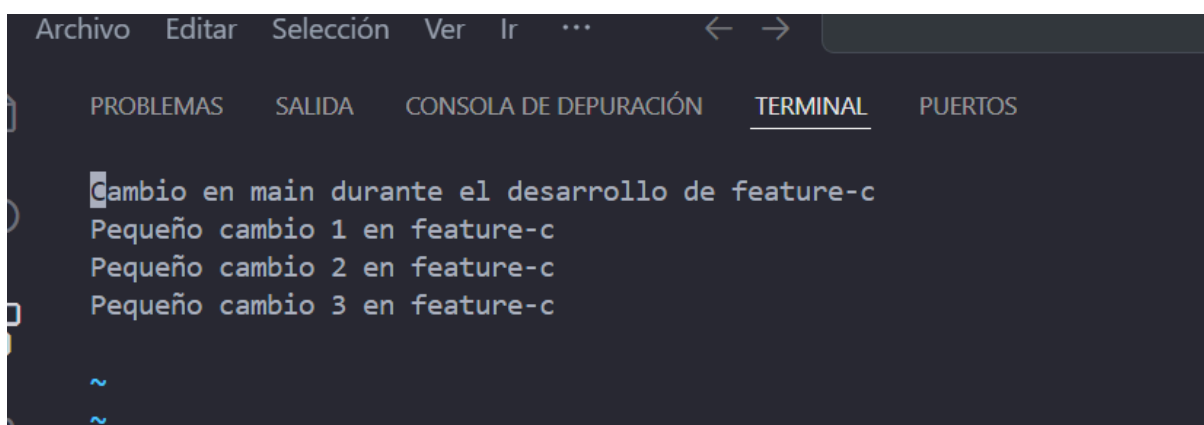 Archivo Editar Selección Ver Ir ...
PROBLEMAS SALIDA CONSOLA DE DEPURACIÓN TERMINAL PUERTOS
Cambio en main durante el desarrollo de feature-c
Pequeño cambio 1 en feature-c
Pequeño cambio 2 en feature-c
Pequeño cambio 3 en feature-c
~
~